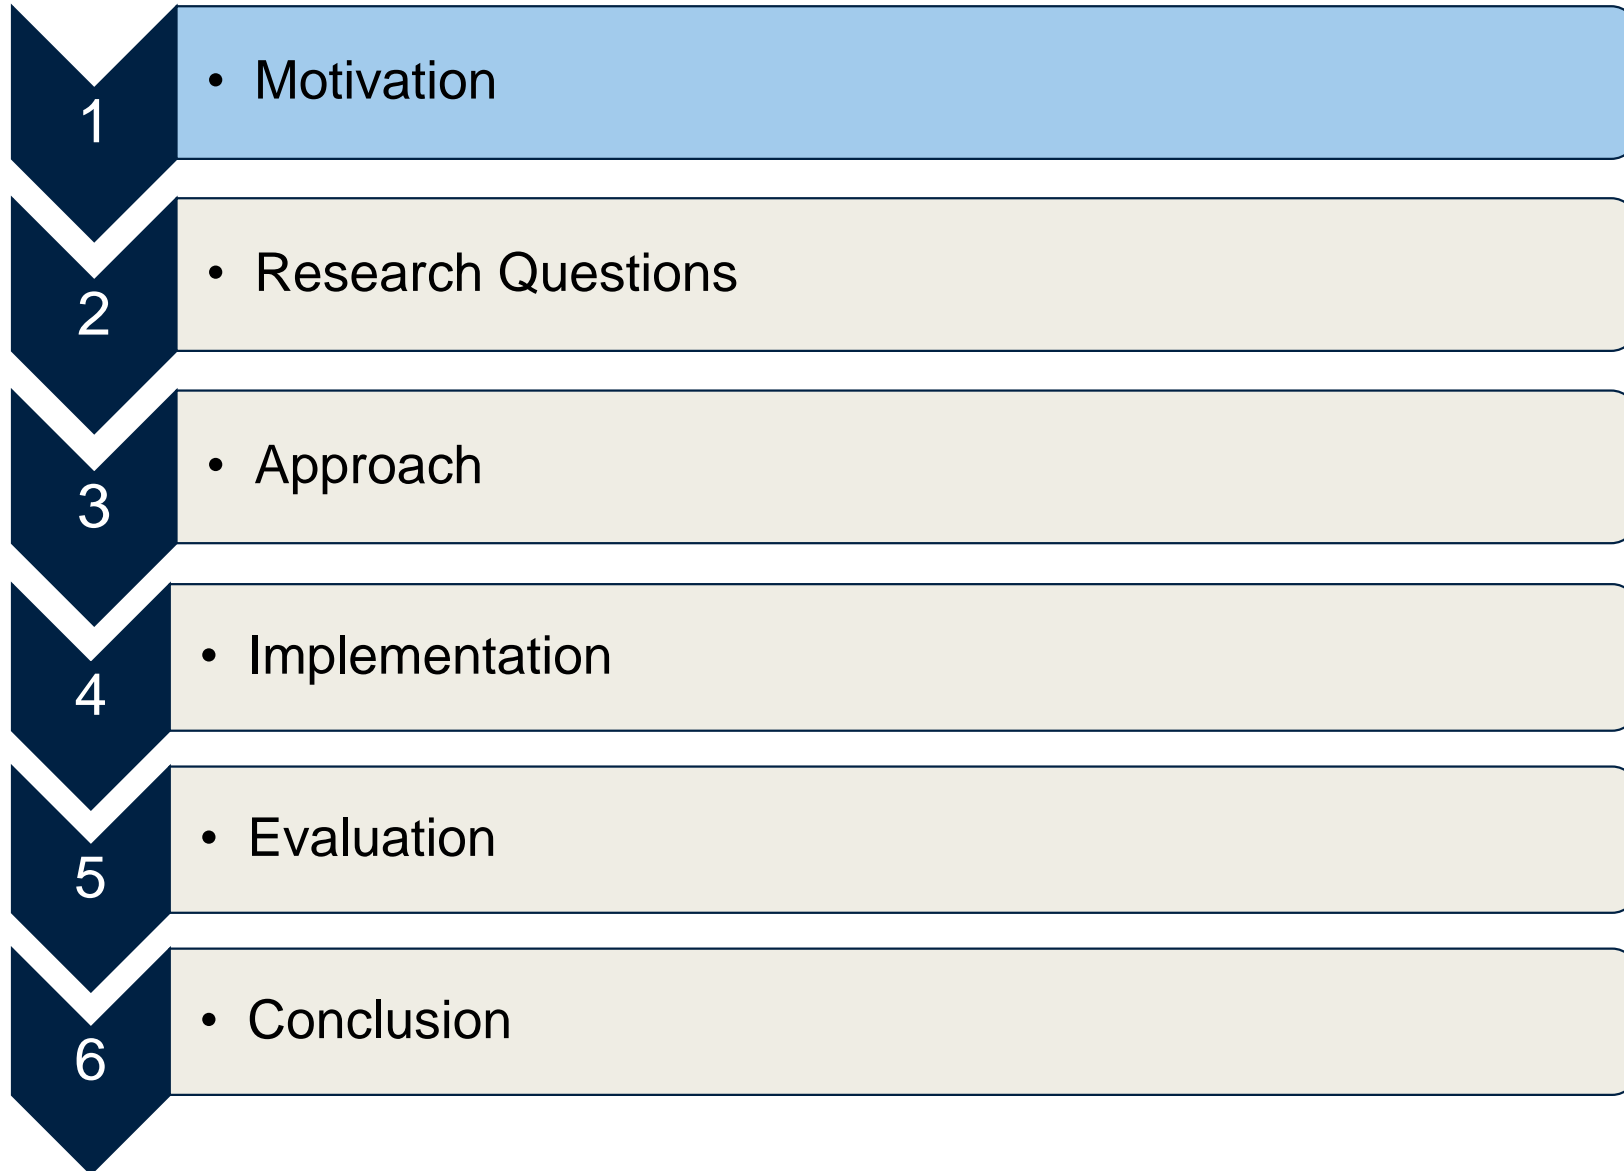 1
• Motivation
2
• Research Questions
3
• Approach
4
• Implementation
5
• Evaluation
6
• Conclusion